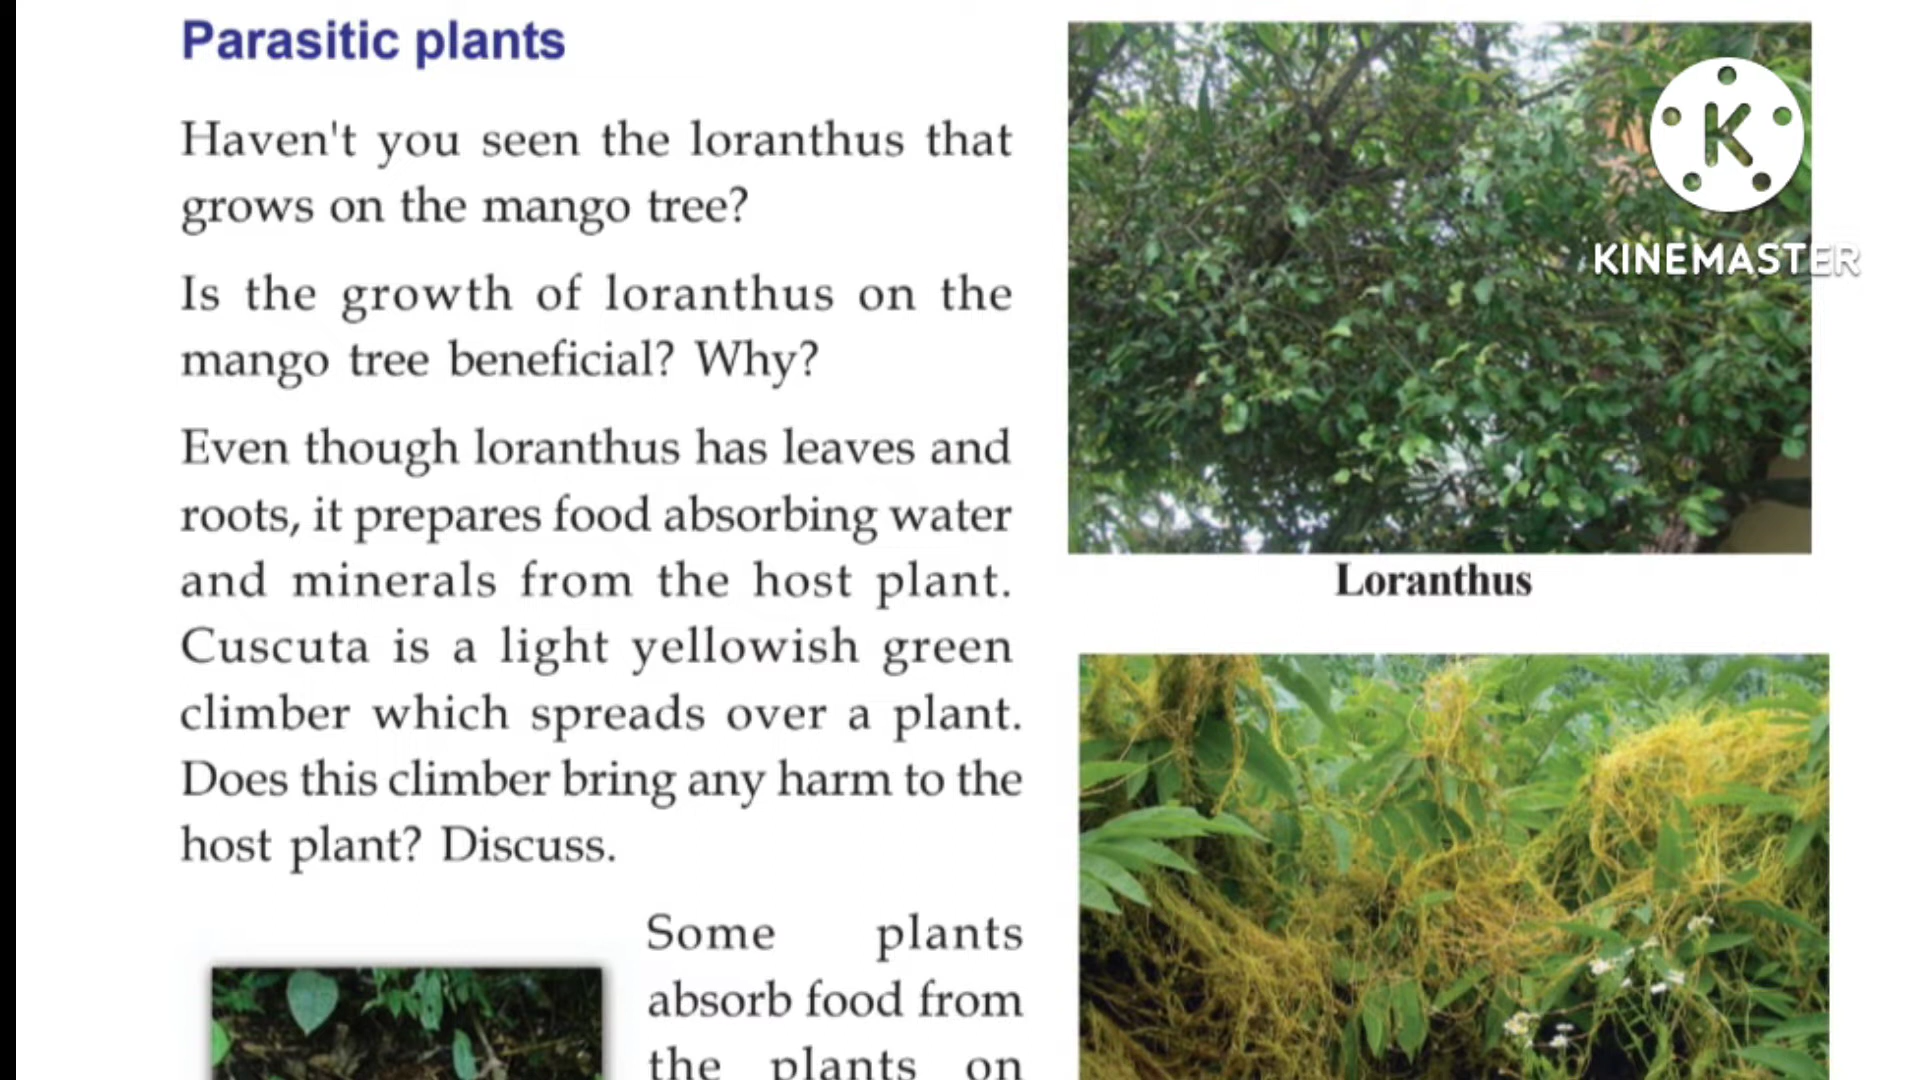 Parasitic plants
Haven't you seen the loranthus that
grows on the mango tree?
Is the growth of loranthus on the
mango tree beneficial? Why?
Even though loranthus has leaves and
roots, it prepares food absorbing water
and minerals from the host plant.
Cuscuta is a light yellowish green
climber which spreads over a plant.
Does this climber bring any harm to the
host plant? Discuss.
Some plants
absorb food from
the plants on
K
KINEMASTER
Loranthus